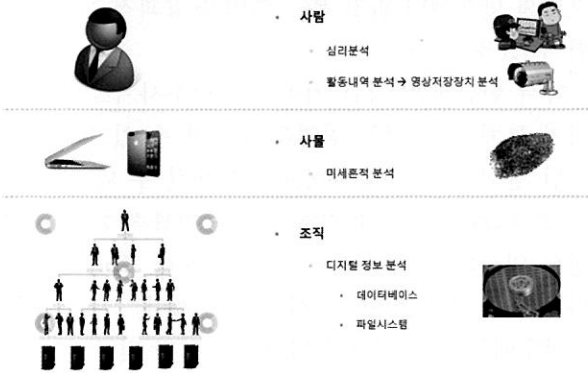 사람
심리분석
활동내역 분석 → 영상저장장치 분석
사물
미세흔적 분석
조직
디지털 정보 분석
데이터베이스
파일시스템